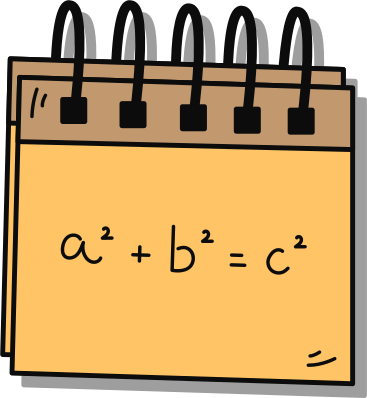 a² + b² = c²